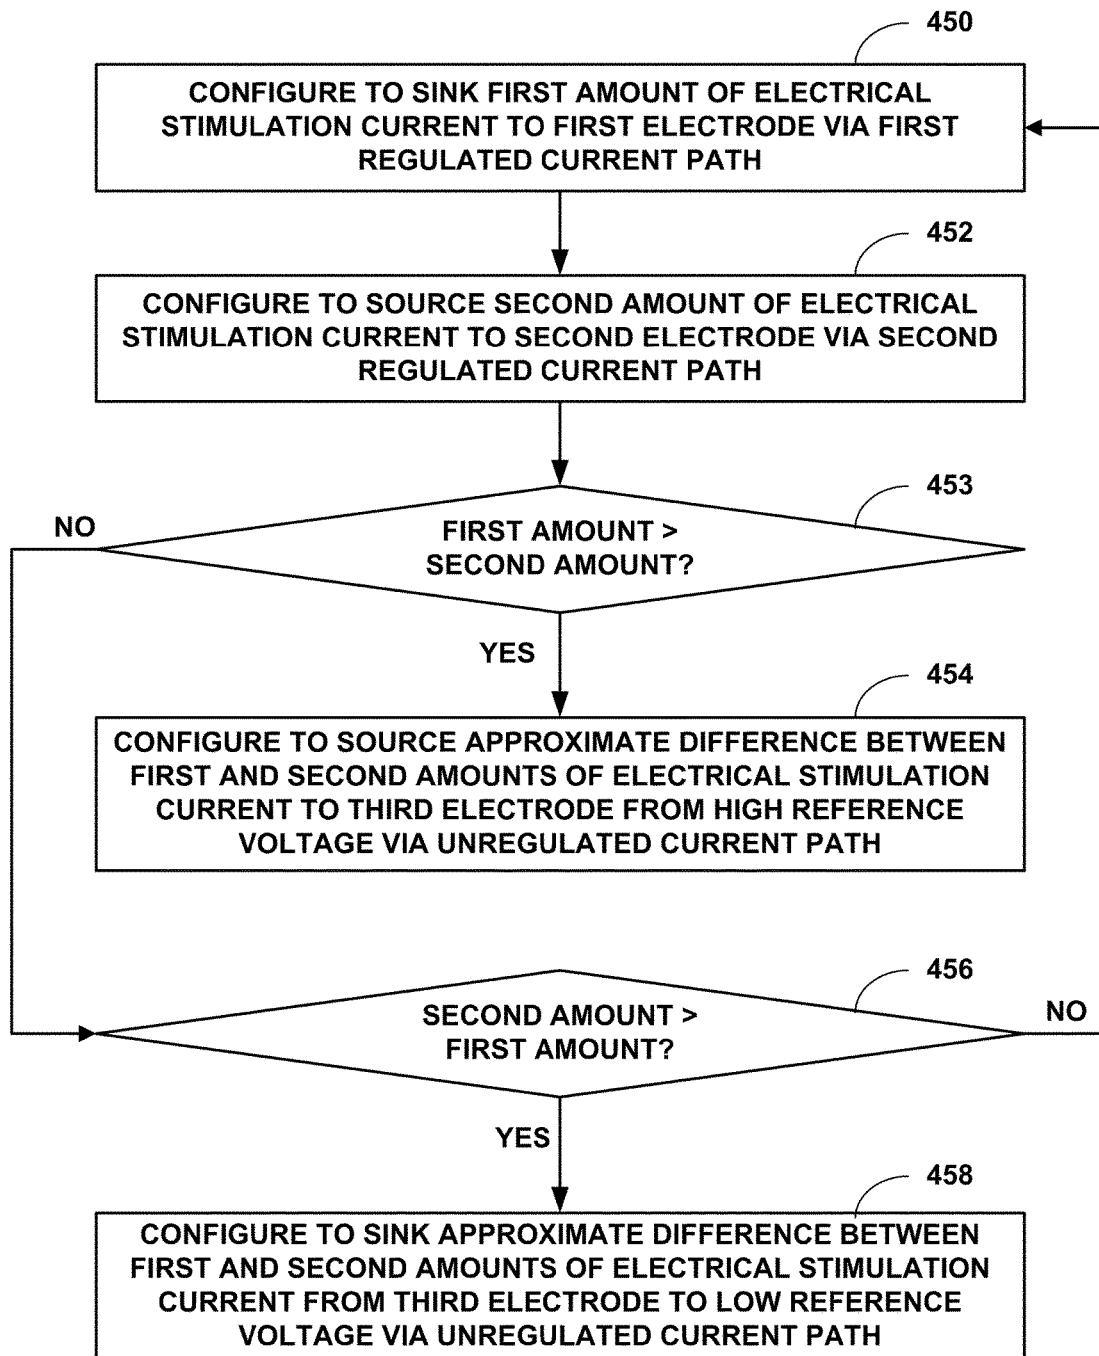 450
CONFIGURE TO SINK FIRST AMOUNT OF ELECTRICAL
STIMULATION CURRENT TO FIRST ELECTRODE VIA FIRST
REGULATED CURRENT PATH
452
CONFIGURE TO SOURCE SECOND AMOUNT OF ELECTRICAL
STIMULATION CURRENT TO SECOND ELECTRODE VIA SECOND
REGULATED CURRENT PATH
453
NO
FIRST AMOUNT >
SECOND AMOUNT?
YES
454
CONFIGURE TO SOURCE APPROXIMATE DIFFERENCE BETWEEN
FIRST AND SECOND AMOUNTS OF ELECTRICAL STIMULATION
CURRENT TO THIRD ELECTRODE FROM HIGH REFERENCE
VOLTAGE VIA UNREGULATED CURRENT PATH
456
SECOND AMOUNT >
FIRST AMOUNT?
NO
YES
458
CONFIGURE TO SINK APPROXIMATE DIFFERENCE BETWEEN
FIRST AND SECOND AMOUNTS OF ELECTRICAL STIMULATION
CURRENT FROM THIRD ELECTRODE TO LOW REFERENCE
VOLTAGE VIA UNREGULATED CURRENT PATH